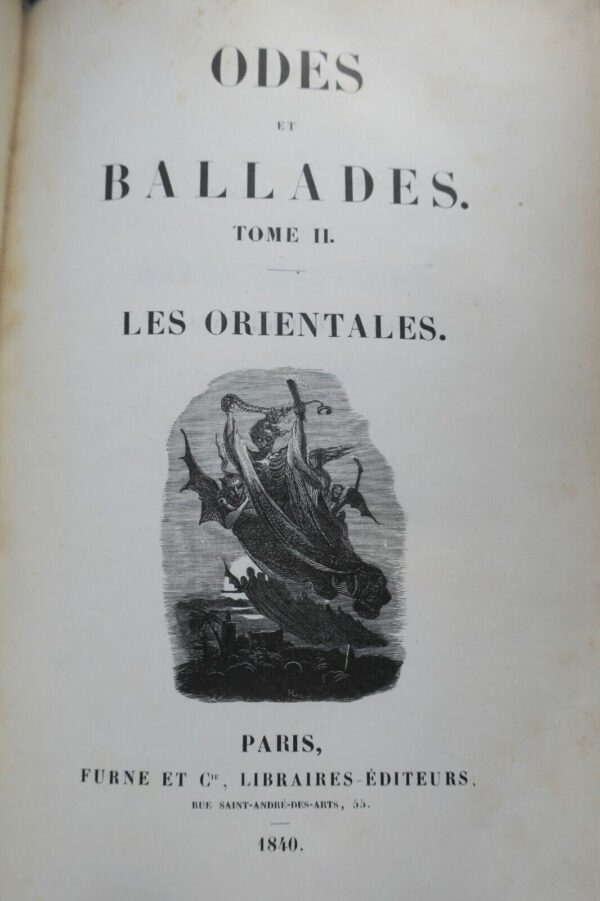 ODES
ET
BALLADES.
TOME II.
LES ORIENTALES.
PARIS,
FURNE ET Cie, LIBRAIRES-ÉDITEURS,
RUE SAINT-ANDRÉ-DES-ARTS, 55.
1840.